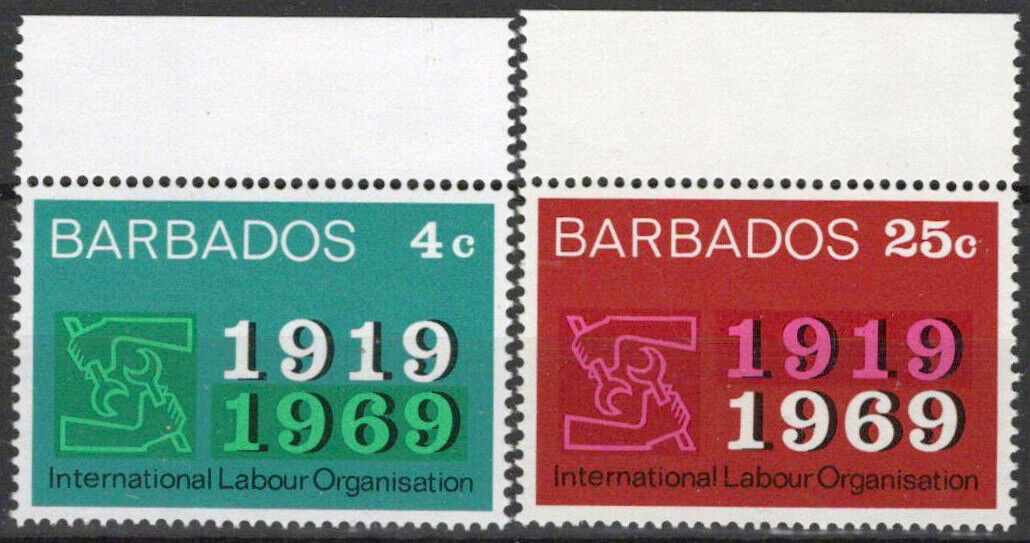 BARBADOS 4c
1919
1969
International Labour Organisation
BARBADOS 25c
1919
1969
International Labour Organisation